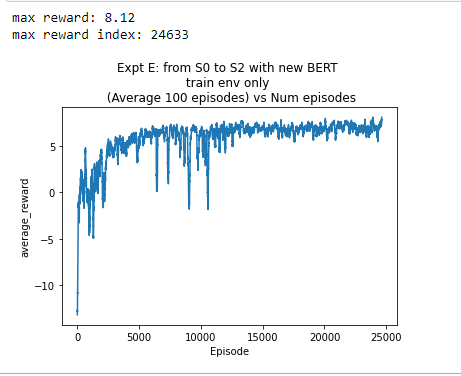 max reward: 8.12
max reward index: 24633
Expt E: from S0 to S2 with new BERT
train env only
(Average 100 episodes) vs Num episodes
average_reward
5
0
−5
−10
0
5000
10000
15000
20000
25000
Episode